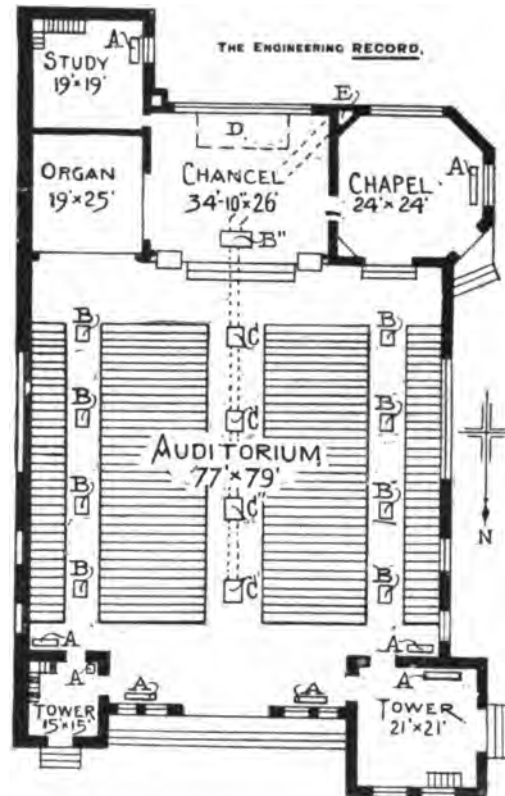 THE ENGINEERING RECORD.
A
STUDY
19'×19'
E
D
ORGAN
19'×25'
CHANCEL
34'-10"×26'
A
CHAPEL
24'×24'
B"
B
C
B
B
C
B
AUDITORIUM
77'×79'
B
C"
B'
N
B
C'
B
A
A
A
A
A
A
TOWER
15'×15'
TOWER
21'×21'